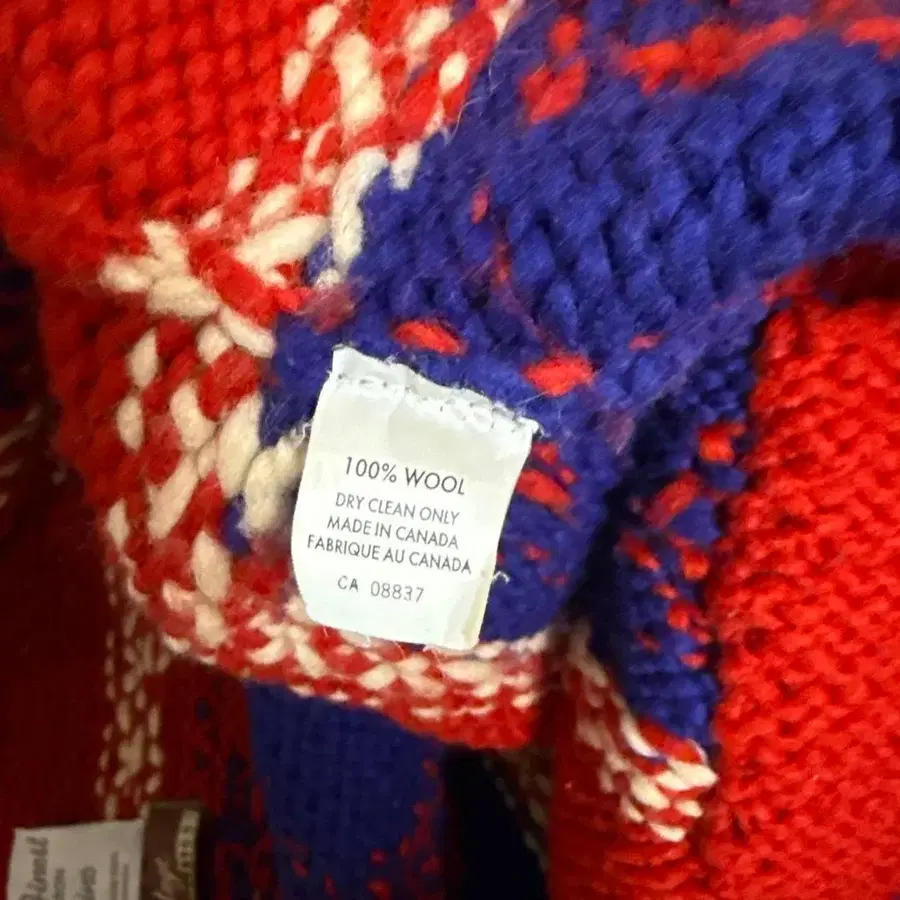 100% WOOL
DRY CLEAN ONLY
MADE IN CANADA
FABRIQUE AU CANADA
CA 08837